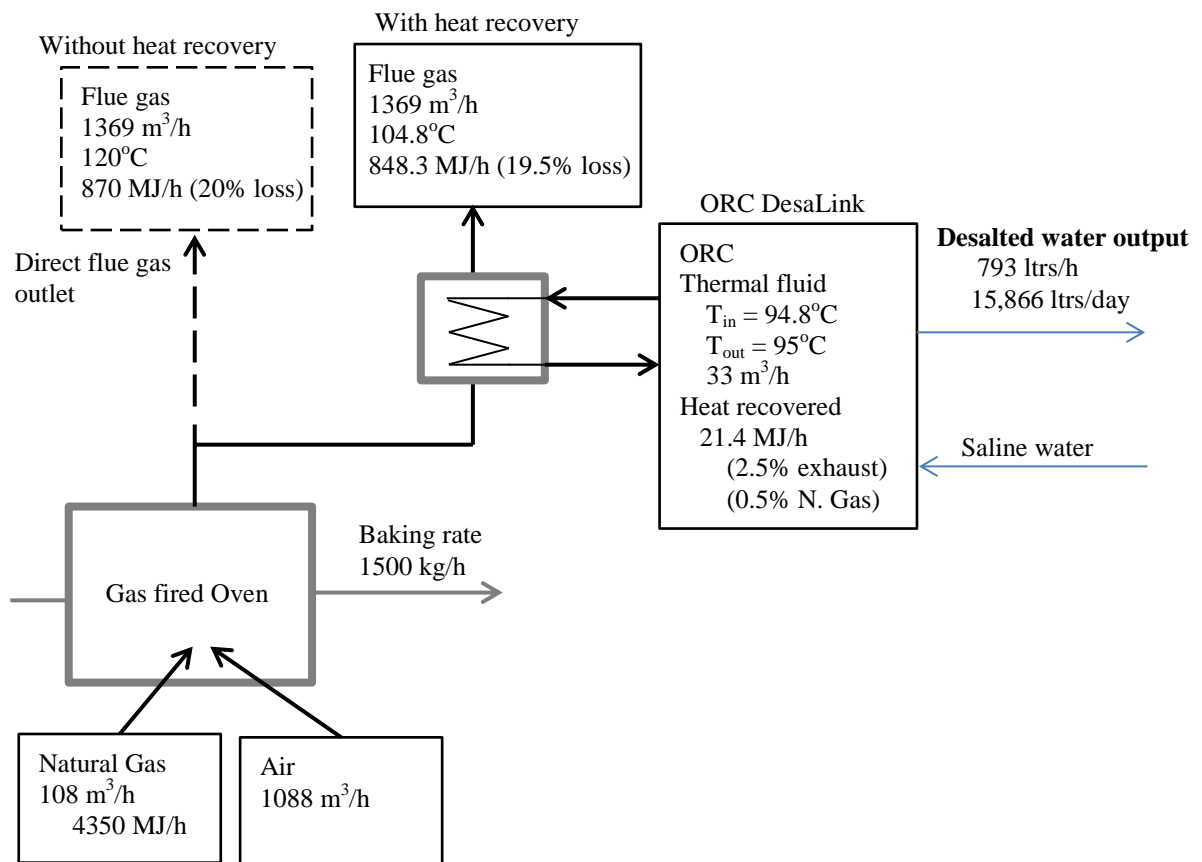 Without heat recovery
Flue gas
1369 m³/h
120°C
870 MJ/h (20% loss)
With heat recovery
Flue gas
1369 m³/h
104.8°C
848.3 MJ/h (19.5% loss)
Direct flue gas
outlet
ORC DesaLink
ORC
Thermal fluid
T_in = 94.8°C
T_out = 95°C
33 m³/h
Heat recovered
21.4 MJ/h
(2.5% exhaust)
(0.5% N. Gas)
Desalted water output
793 ltrs/h
15,866 ltrs/day
Saline water
Gas fired Oven
Baking rate
1500 kg/h
Natural Gas
108 m³/h
4350 MJ/h
Air
1088 m³/h